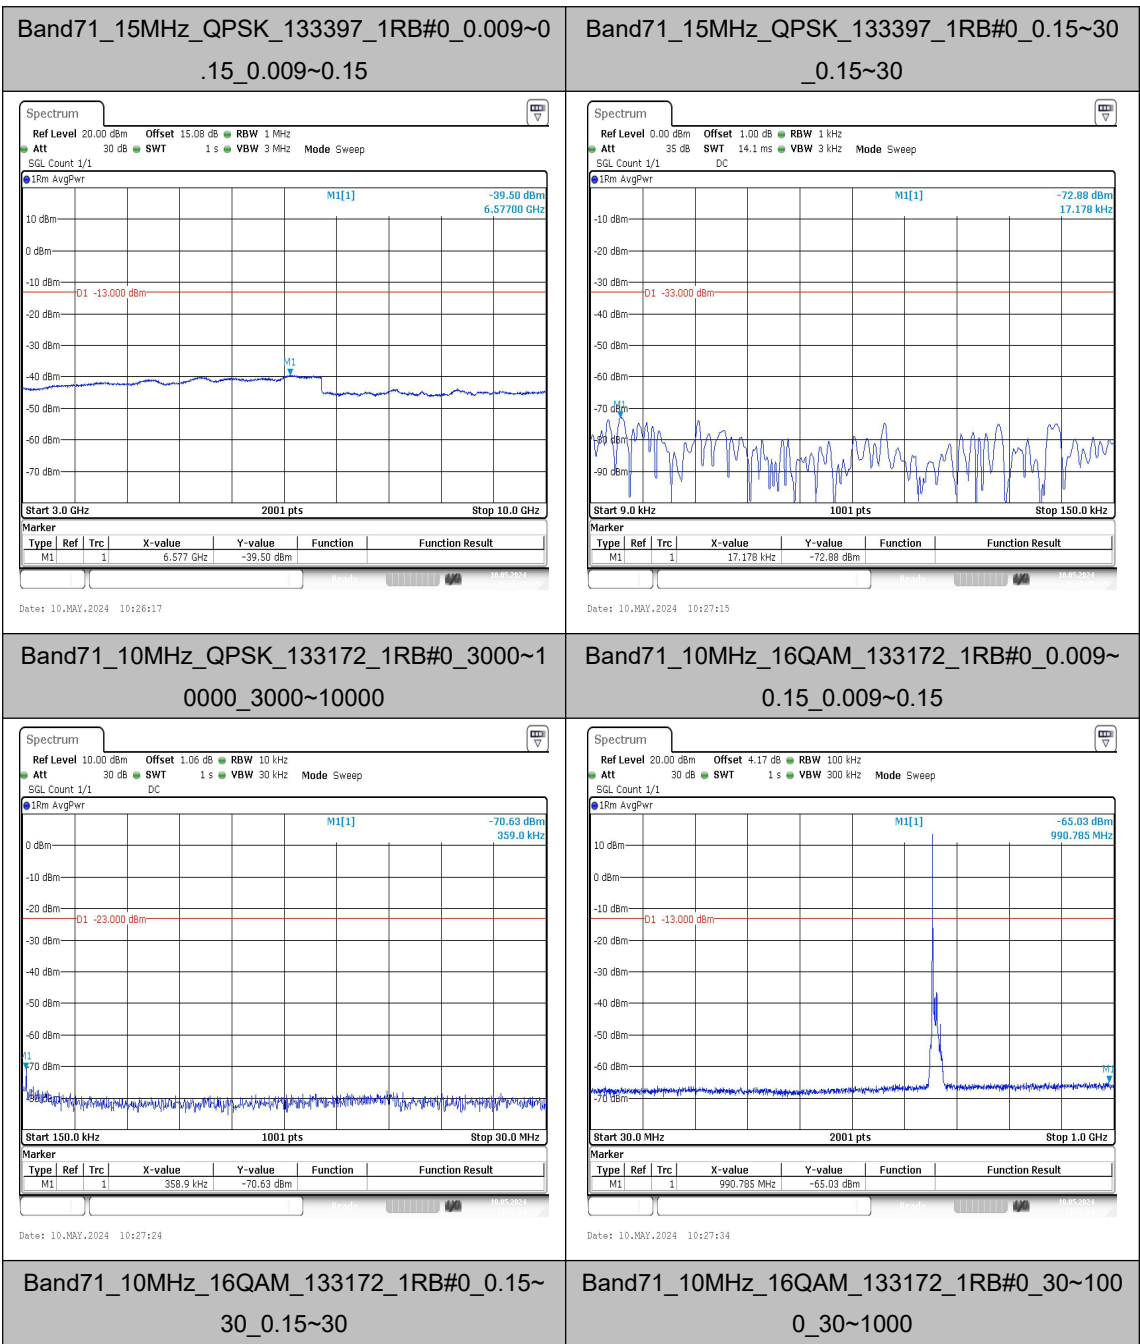 Band71_15MHz_QPSK_133397_1RB#0_0.009~0
.15_0.009~0.15
Band71_15MHz_QPSK_133397_1RB#0_0.15~30
_0.15~30
Spectrum
Ref Level 20.00 dBm Offset 15.08 dB RBW 1 MHz
Att 30 dB SWT 1 s VBW 3 MHz Mode Sweep
SGL Count 1/1
1Rm AvgPwr
M1[1] -39.50 dBm
6.57700 GHz
10 dBm
0 dBm
-10 dBm
D1 -13.000 dBm
-20 dBm
-30 dBm
M1
-40 dBm
-50 dBm
-60 dBm
-70 dBm
Start 3.0 GHz 2001 pts Stop 10.0 GHz
Marker
Type Ref Trc X-value Y-value Function Function Result
M1 1 6.577 GHz -39.50 dBm
Ready 10.05.2024
Date: 10.MAY.2024 10:26:17
Spectrum
Ref Level 0.00 dBm Offset 1.00 dB RBW 1 kHz
Att 35 dB SWT 14.1 ms VBW 3 kHz Mode Sweep
SGL Count 1/1 DC
1Rm AvgPwr
M1[1] -72.88 dBm
17.178 kHz
-10 dBm
-20 dBm
-30 dBm
D1 -33.000 dBm
-40 dBm
-50 dBm
-60 dBm
M1
-70 dBm
-80 dBm
-90 dBm
Start 9.0 kHz 1001 pts Stop 150.0 kHz
Marker
Type Ref Trc X-value Y-value Function Function Result
M1 1 17.178 kHz -72.88 dBm
Ready 10.05.2024
Date: 10.MAY.2024 10:27:15
Band71_10MHz_QPSK_133172_1RB#0_3000~1
0000_3000~10000
Band71_10MHz_16QAM_133172_1RB#0_0.009~
0.15_0.009~0.15
Spectrum
Ref Level 10.00 dBm Offset 1.06 dB RBW 10 kHz
Att 30 dB SWT 1 s VBW 30 kHz Mode Sweep
SGL Count 1/1 DC
1Rm AvgPwr
M1[1] -70.63 dBm
359.0 kHz
0 dBm
-10 dBm
-20 dBm
D1 -23.000 dBm
-30 dBm
-40 dBm
-50 dBm
-60 dBm
M1
-70 dBm
-80 dBm
Start 150.0 kHz 1001 pts Stop 30.0 MHz
Marker
Type Ref Trc X-value Y-value Function Function Result
M1 1 358.9 kHz -70.63 dBm
Ready 10.05.2024
Date: 10.MAY.2024 10:27:24
Spectrum
Ref Level 20.00 dBm Offset 4.17 dB RBW 100 kHz
Att 30 dB SWT 1 s VBW 300 kHz Mode Sweep
SGL Count 1/1
1Rm AvgPwr
M1[1] -65.03 dBm
990.785 MHz
10 dBm
0 dBm
-10 dBm
D1 -13.000 dBm
-20 dBm
-30 dBm
-40 dBm
-50 dBm
-60 dBm
M1
-70 dBm
Start 30.0 MHz 2001 pts Stop 1.0 GHz
Marker
Type Ref Trc X-value Y-value Function Function Result
M1 1 990.785 MHz -65.03 dBm
Ready 10.05.2024
Date: 10.MAY.2024 10:27:34
Band71_10MHz_16QAM_133172_1RB#0_0.15~
30_0.15~30
Band71_10MHz_16QAM_133172_1RB#0_30~100
0_30~1000